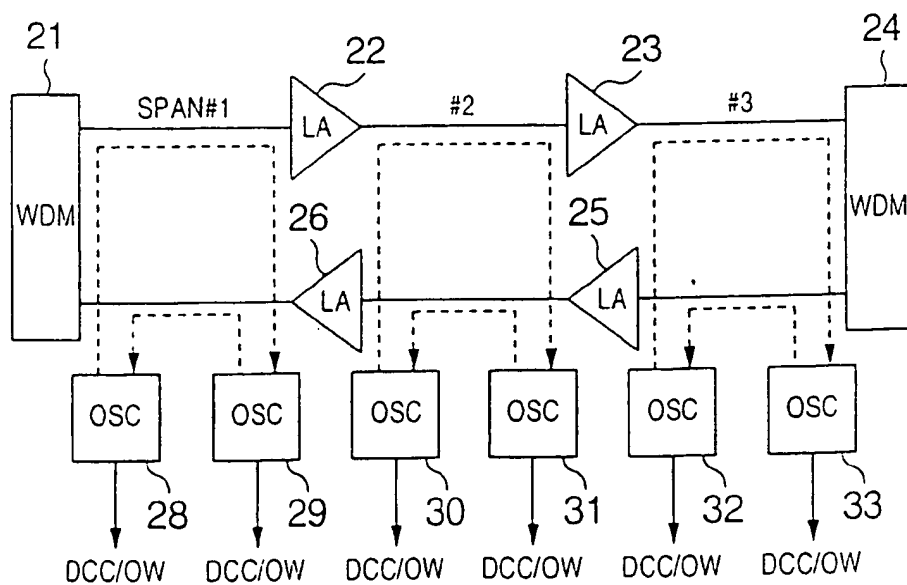 21
22
23
24
SPAN#1
#2
#3
LA
LA
WDM
WDM
26
25
LA
LA
OSC
OSC
OSC
OSC
OSC
OSC
28
29
30
31
32
33
DCC/OW
DCC/OW
DCC/OW
DCC/OW
DCC/OW
DCC/OW